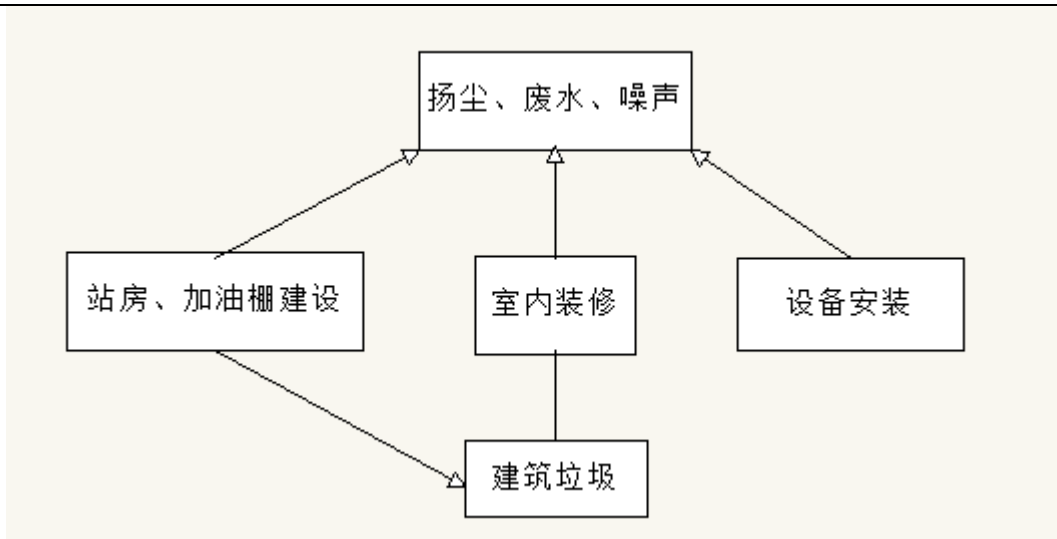 扬尘、废水、噪声
站房、加油棚建设
室内装修
设备安装
建筑垃圾